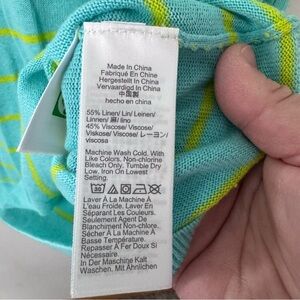 Made In China
Fabriqué En Chine
Hergestellt In China
Vervaardigd In China
中国製
hecho en china
55% Linen/ Lin/ Leinen/
Linnen/ 麻/ lino
45% Viscose/ Viscose/
Viskose/ Viscose/ レーヨン/
viscosa
Machine Wash Cold, With
Like Colors. Non-chlorine
Bleach Only, Tumble Dry
Low, Iron On Lowest
Setting.
Laver À La Machine À
L'eau Froide, Laver En
Séparant Les Couleurs.
Seulement Agent De
Blanchiment Non-chlore.
Sécher À La Machine À
Basse Température.
Repasser À Fer Doux Si
Nécessaire.
In Der Maschine Kalt
Waschen, Mit Ähnlichen